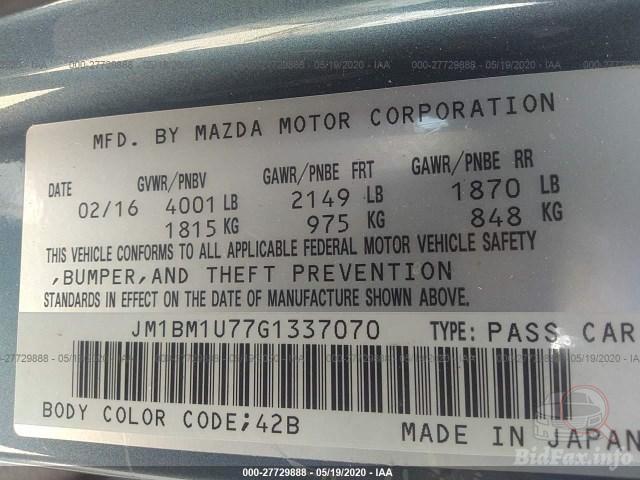 000-27729888 - 05/19/2020 - IAA
MFD. BY MAZDA MOTOR CORPORATION
DATE GVWR/PNBV GAWR/PNBE FRT GAWR/PNBE RR
02/16 4001 LB 2149 LB 1870 LB
1815 KG 975 KG 848 KG
THIS VEHICLE CONFORMS TO ALL APPLICABLE FEDERAL MOTOR VEHICLE SAFETY
,BUMPER,AND THEFT PREVENTION
STANDARDS IN EFFECT ON THE DATE OF MANUFACTURE SHOWN ABOVE.
JM1BM1U77G1337070 TYPE: PASS CAR
BODY COLOR CODE;42B MADE IN JAPAN
BidFax.info
000-27729888 - 05/19/2020 - IAA